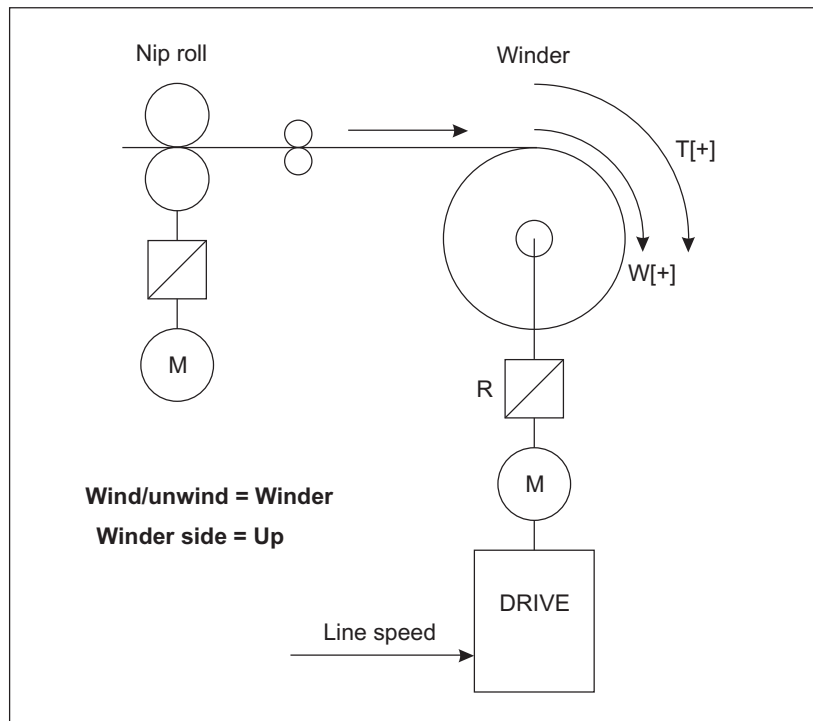 Nip roll
Winder
T[+]
W[+]
R
M
M
Wind/unwind = Winder
Winder side = Up
DRIVE
Line speed